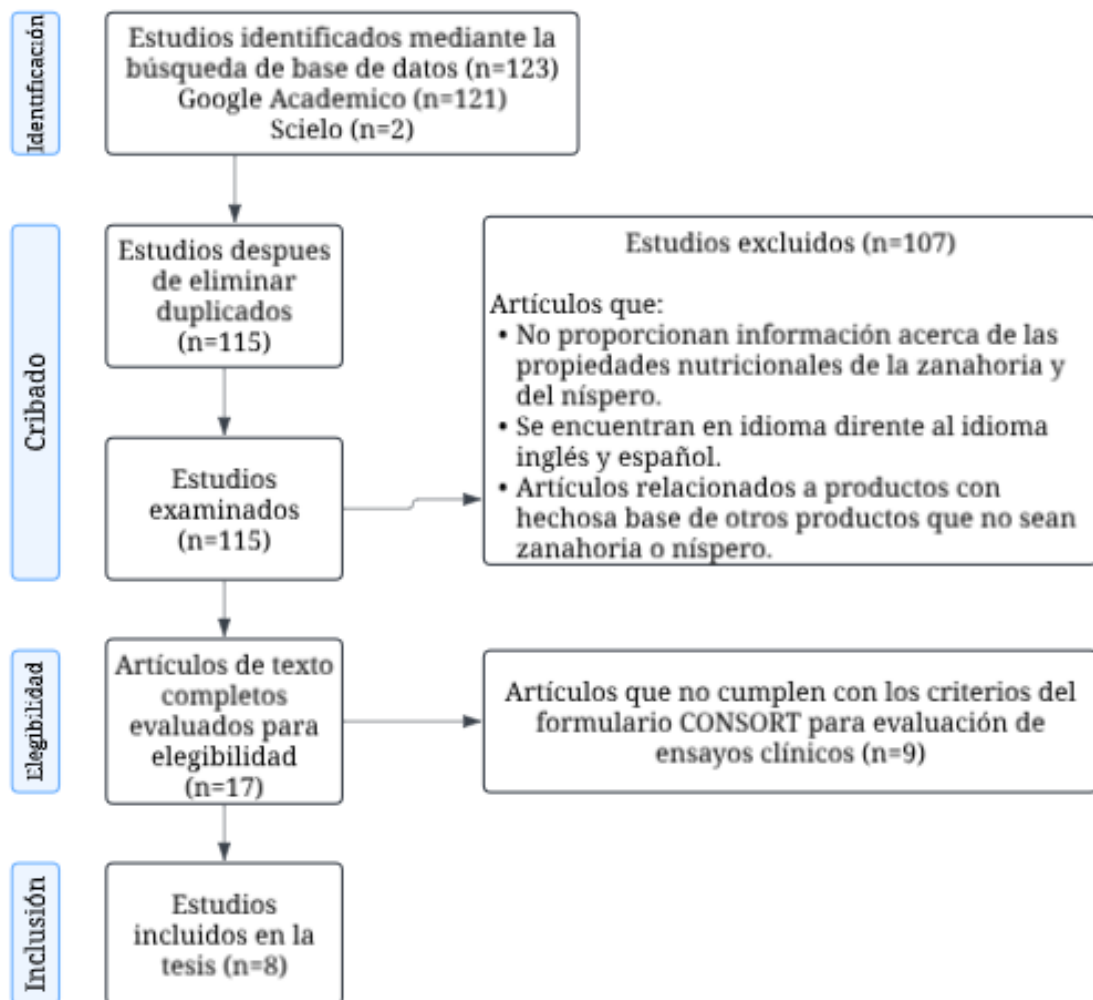 Identificación
Estudios identificados mediante la
búsqueda de base de datos (n=123)
Google Academico (n=121)
Scielo (n=2)
Cribado
Estudios despues
de eliminar
duplicados
(n=115)
Estudios
examinados
(n=115)
Estudios excluidos (n=107)
Artículos que:
• No proporcionan información acerca de las
propiedades nutricionales de la zanahoria y
del níspero.
• Se encuentran en idioma dirente al idioma
inglés y español.
• Artículos relacionados a productos con
hechosa base de otros productos que no sean
zanahoria o níspero.
Elegibilidad
Artículos de texto
completos
evaluados para
elegibilidad
(n=17)
Artículos que no cumplen con los criterios del
formulario CONSORT para evaluación de
ensayos clínicos (n=9)
Inclusión
Estudios
incluidos en la
tesis (n=8)